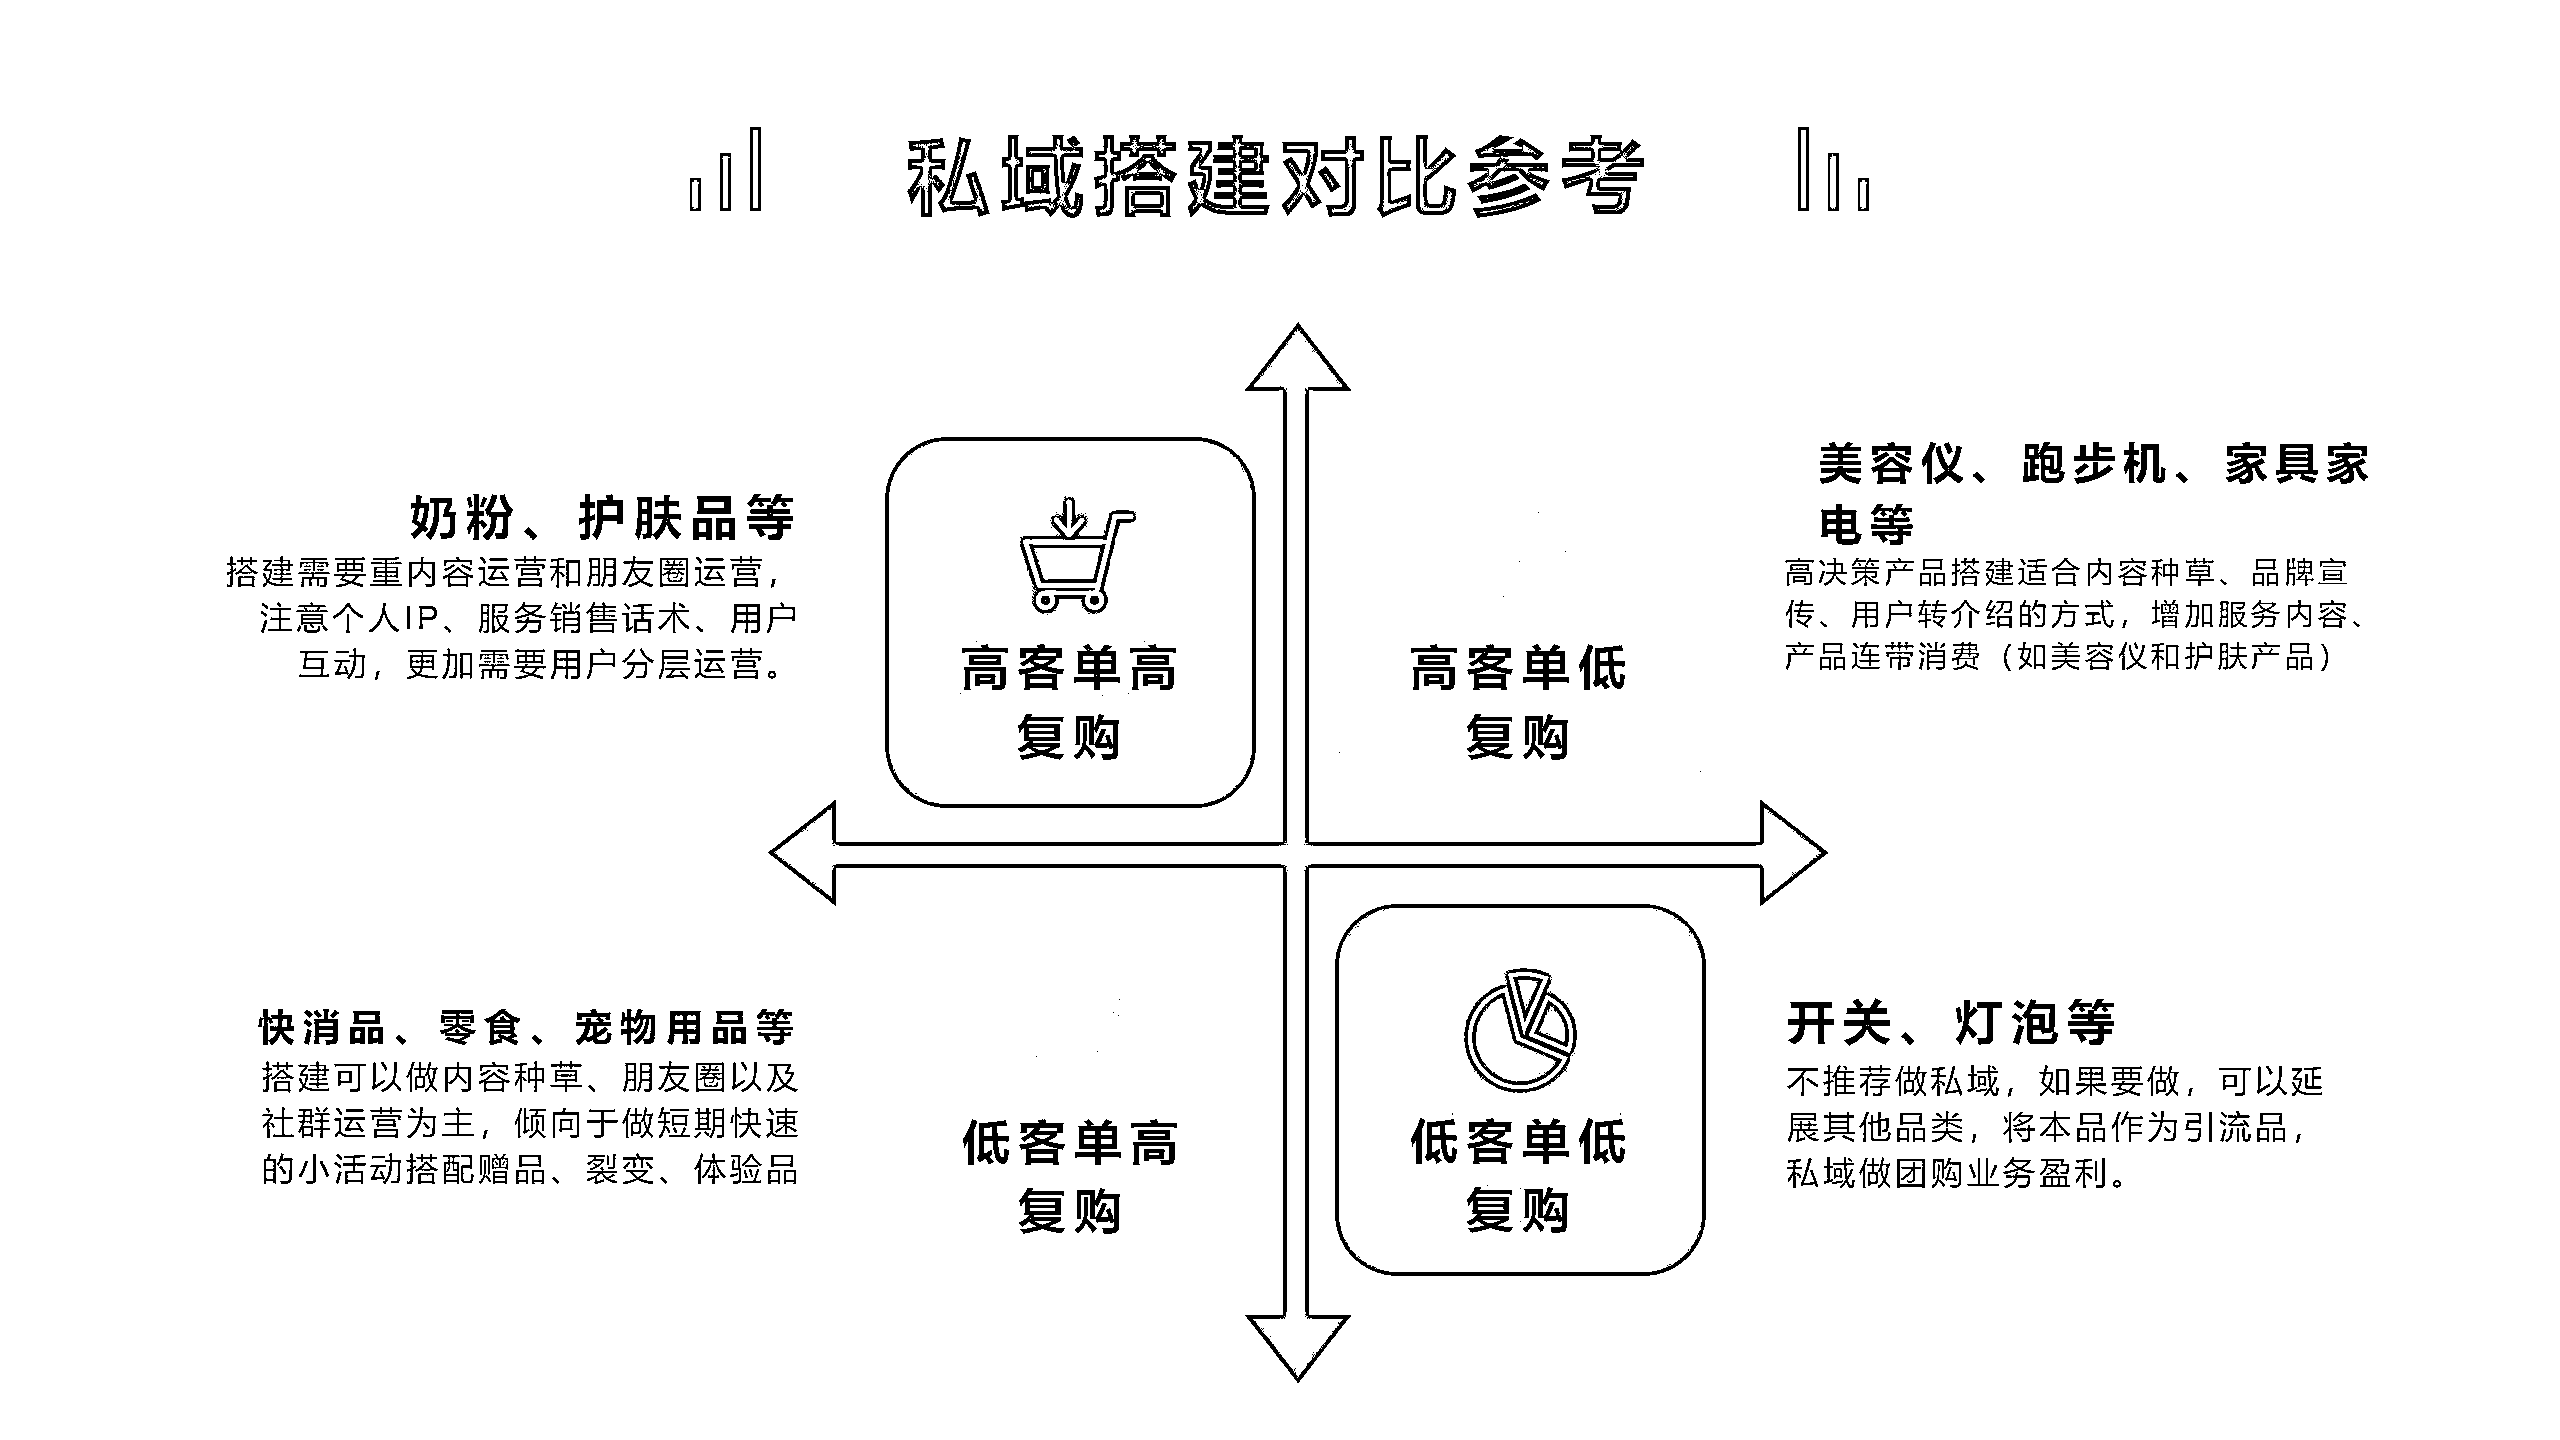 私域搭建对比参考
奶粉、护肤品等
搭建需要重内容运营和朋友圈运营，
注意个人IP、服务销售话术、用户
互动，更加需要用户分层运营。
高客单高
复购
高客单低
复购
美容仪、跑步机、家具家
电等
高决策产品搭建适合内容种草、品牌宣
传、用户转介绍的方式，增加服务内容、
产品连带消费（如美容仪和护肤产品）
快消品、零食、宠物用品等
搭建可以做内容种草、朋友圈以及
社群运营为主，倾向于做短期快速
的小活动搭配赠品、裂变、体验品
低客单高
复购
低客单低
复购
开关、灯泡等
不推荐做私域，如果要做，可以延
展其他品类，将本品作为引流品，
私域做团购业务盈利。